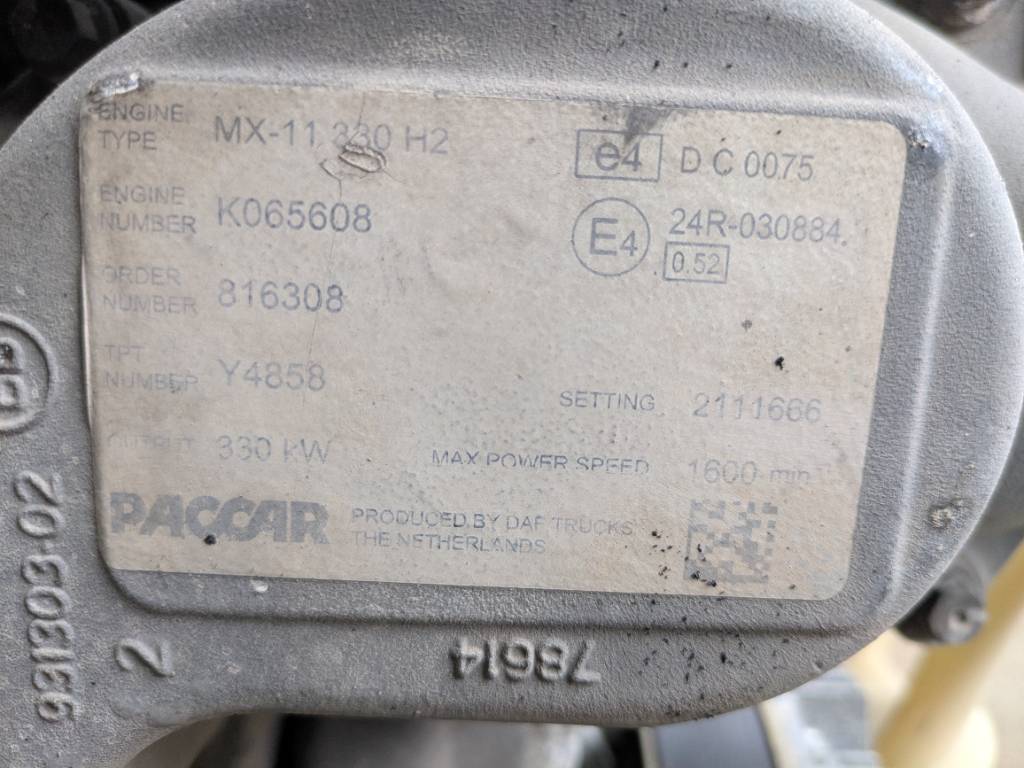 ENGINE
TYPE
MX-11 330 H2
e4
D C 0075
ENGINE
NUMBER
K065608
E4
24R-030884
0.52
ORDER
NUMBER
816308
TPT
NUMBER
Y4858
SETTING 2111666
OUTPUT
330 kW
MAX POWER SPEED 1600 min
PACCAR
PRODUCED BY DAF TRUCKS
THE NETHERLANDS
931303-02
2
78614